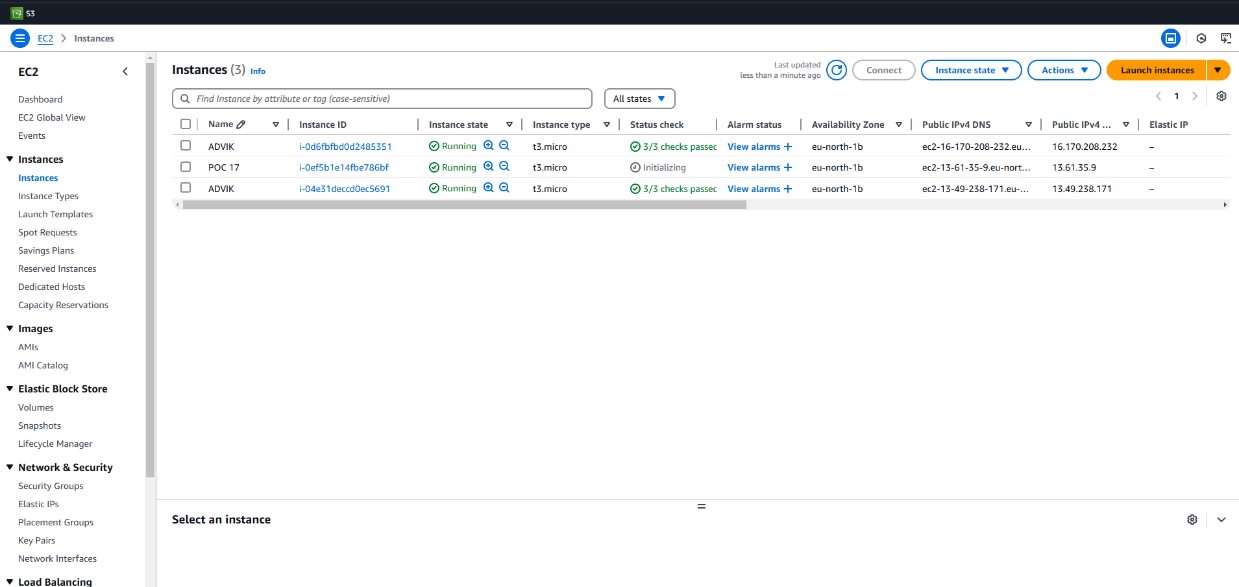 S3
EC2 > Instances
EC2
Dashboard
EC2 Global View
Events
Instances
Instances
Instance Types
Launch Templates
Spot Requests
Savings Plans
Reserved Instances
Dedicated Hosts
Capacity Reservations
Images
AMIs
AMI Catalog
Elastic Block Store
Volumes
Snapshots
Lifecycle Manager
Network & Security
Security Groups
Elastic IPs
Placement Groups
Key Pairs
Network Interfaces
Load Balancing
Instances (3) Info
Last updated
less than a minute ago
Connect Instance state Actions Launch instances
Find Instance by attribute or tag (case-sensitive) All states 1
Name Instance ID Instance state Instance type Status check Alarm status Availability Zone Public IPv4 DNS Public IPv4 ... Elastic IP
ADVIK i-0d6fbfbd0d2485351 Running t3.micro 3/3 checks passed View alarms + eu-north-1b ec2-16-170-208-232.eu... 16.170.208.232 –
POC 17 i-0ef5b1e14fbe786bf Running t3.micro Initializing View alarms + eu-north-1b ec2-13-61-35-9.eu-nort... 13.61.35.9 –
ADVIK i-04e31deccd0ec5691 Running t3.micro 3/3 checks passed View alarms + eu-north-1b ec2-13-49-238-171.eu-... 13.49.238.171 –
Select an instance